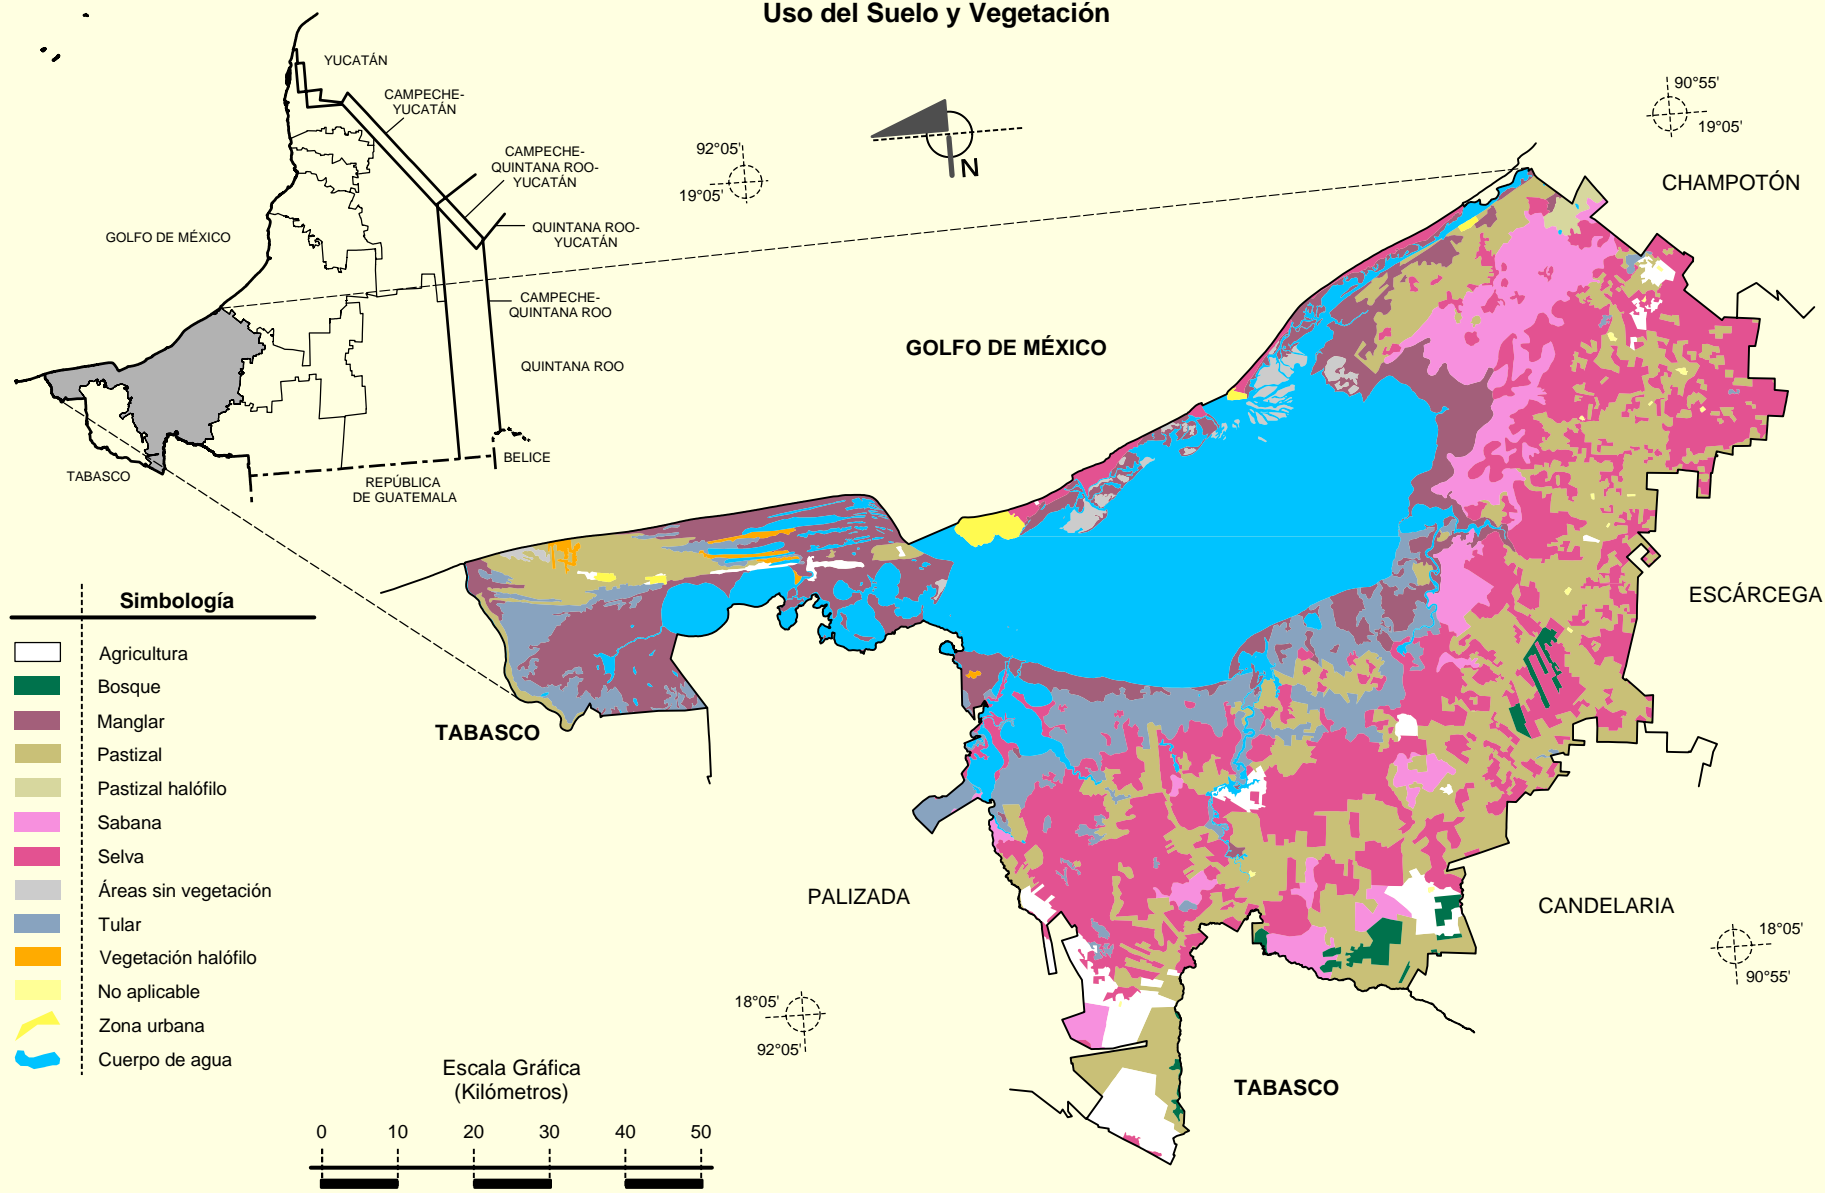 Uso del Suelo y Vegetación
YUCATÁN
CAMPECHE-
YUCATÁN
CAMPECHE-
QUINTANA ROO-
YUCATÁN
QUINTANA ROO-
YUCATÁN
GOLFO DE MÉXICO
CAMPECHE-
QUINTANA ROO
QUINTANA ROO
BELICE
REPÚBLICA
DE GUATEMALA
TABASCO
92°05'
19°05'
N
90°55'
19°05'
CHAMPOTÓN
GOLFO DE MÉXICO
ESCÁRCEGA
TABASCO
PALIZADA
CANDELARIA
18°05'
90°55'
18°05'
92°05'
TABASCO
Simbología
Agricultura
Bosque
Manglar
Pastizal
Pastizal halófilo
Sabana
Selva
Áreas sin vegetación
Tular
Vegetación halófilo
No aplicable
Zona urbana
Cuerpo de agua
Escala Gráfica
(Kilómetros)
0 10 20 30 40 50